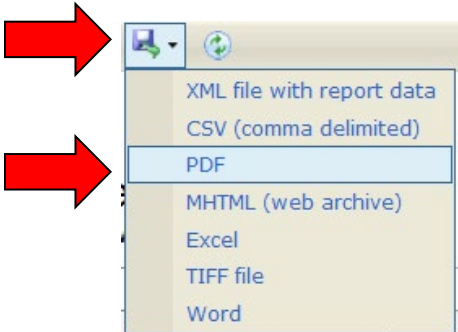 XML file with report data
CSV (comma delimited)
PDF
MHTML (web archive)
Excel
TIFF file
Word